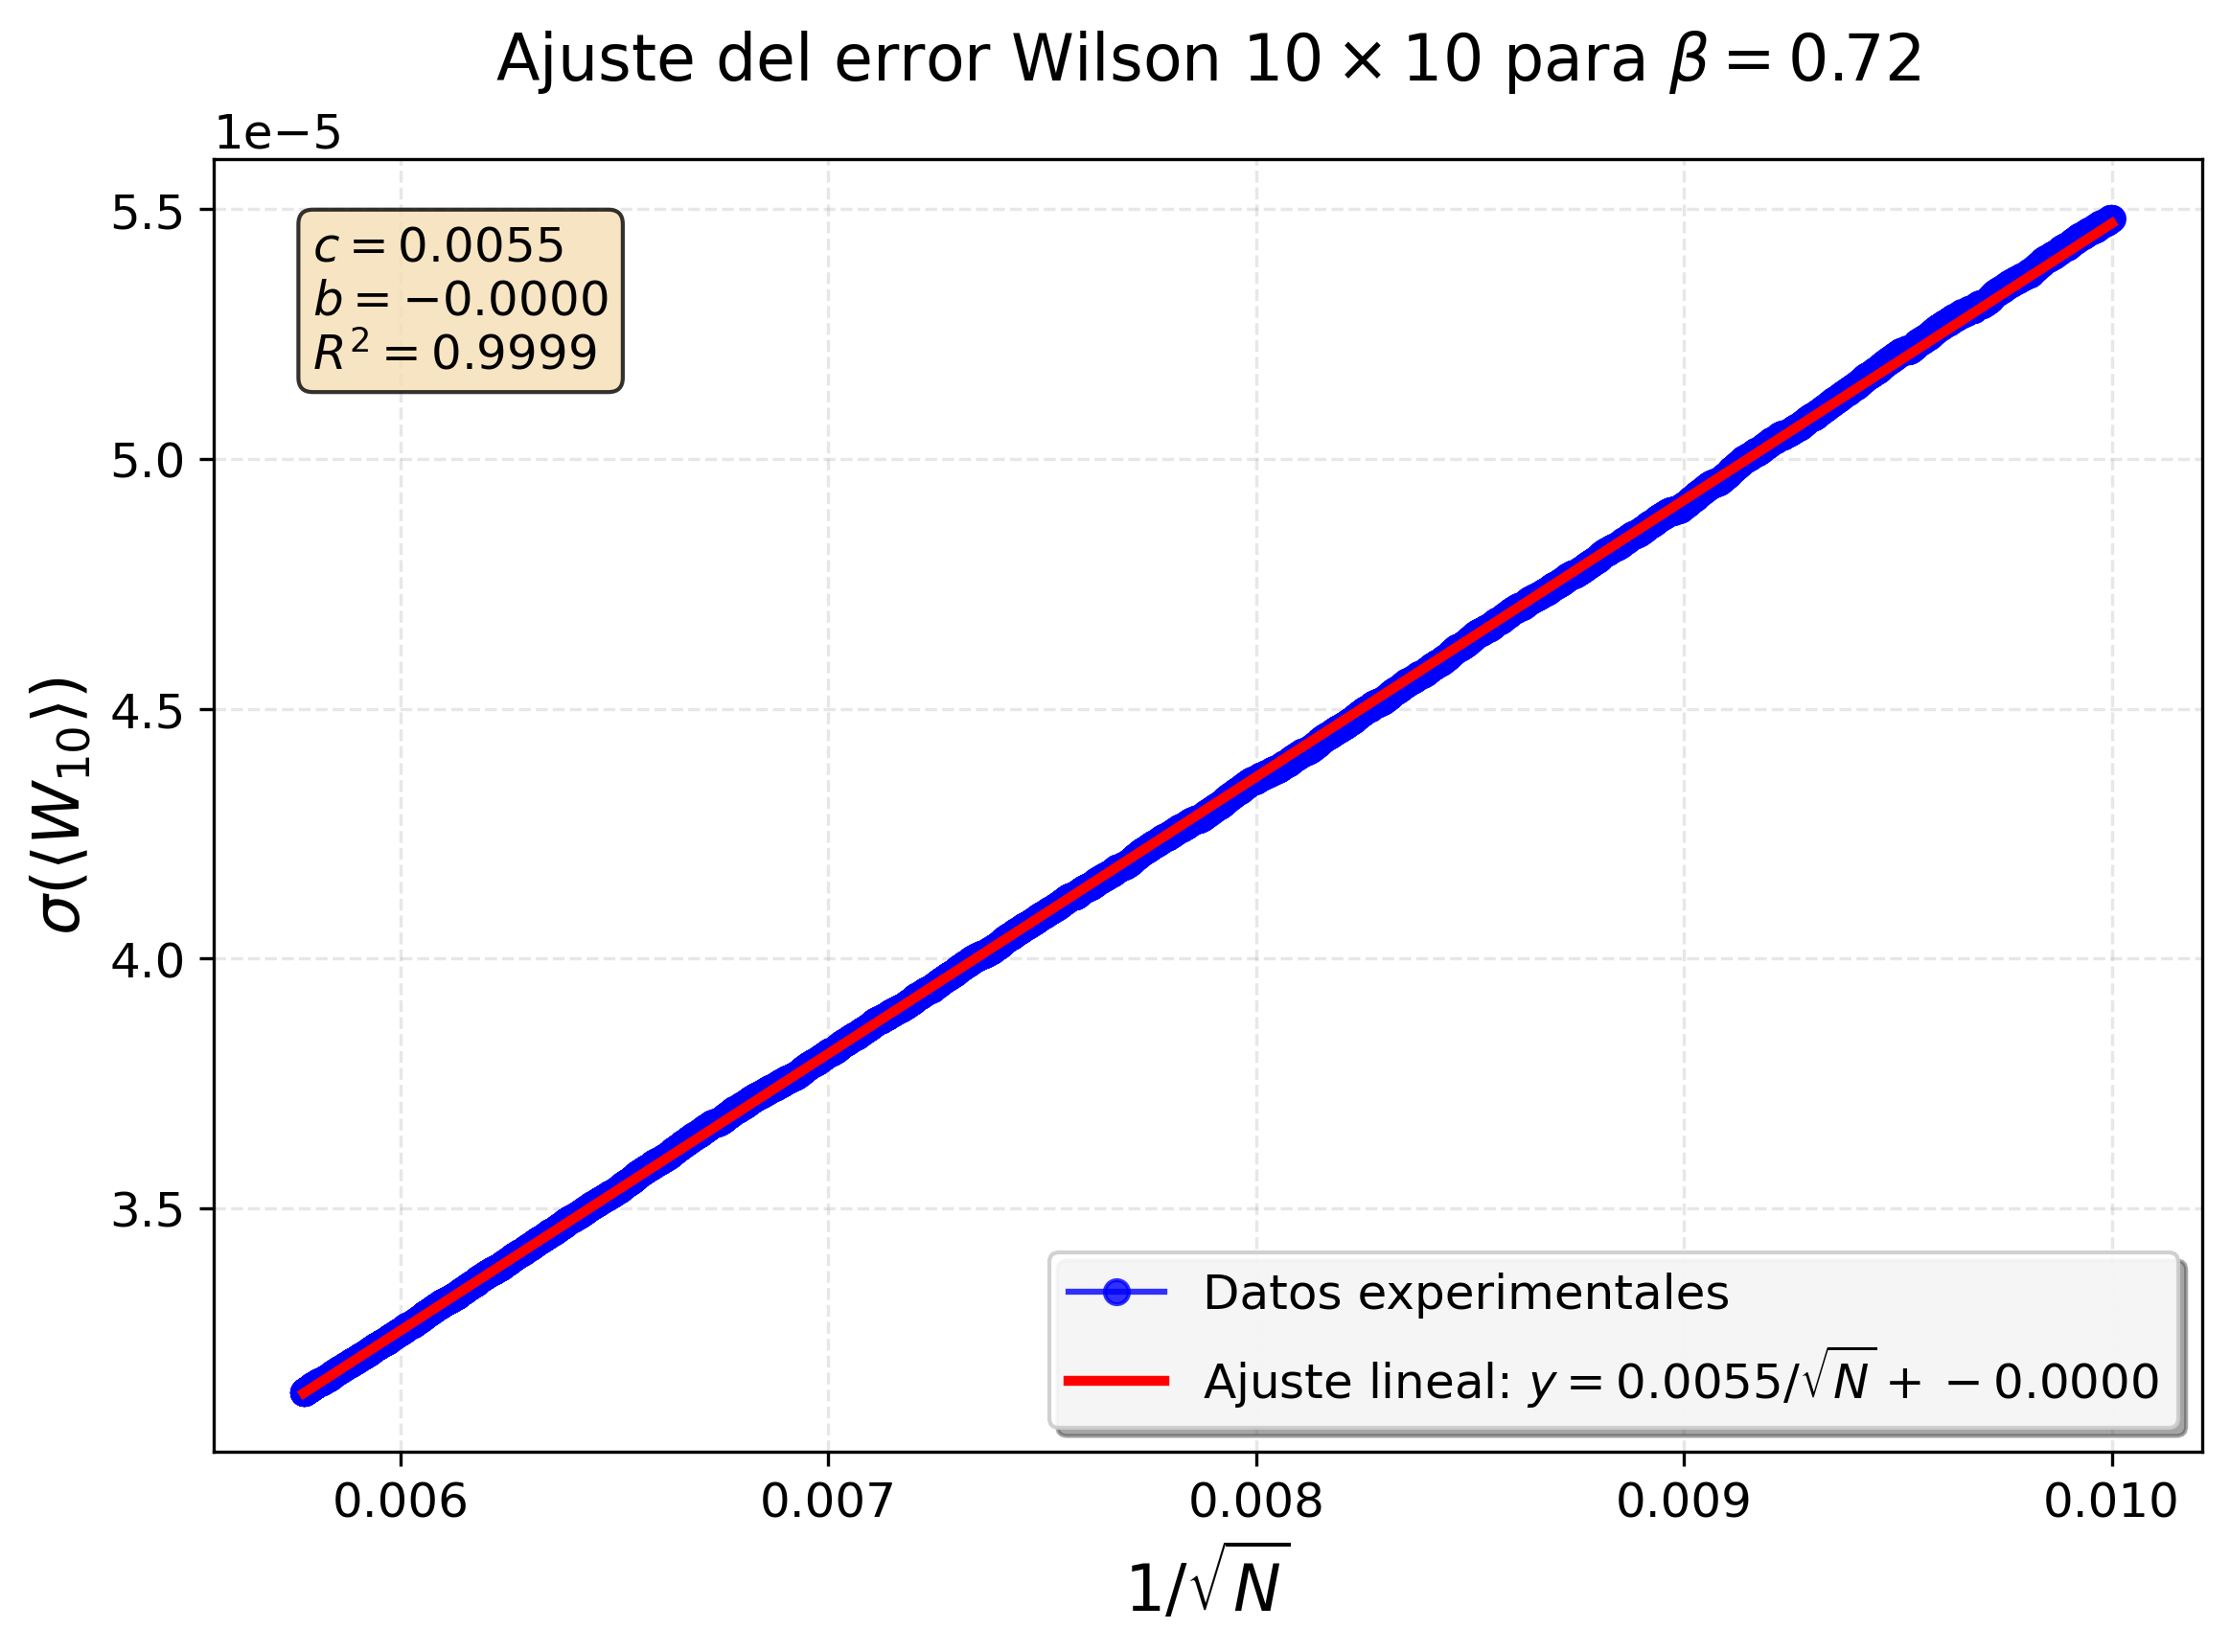 Ajuste del error Wilson 10 × 10 para β = 0.72
1e−5
5.5
5.0
4.5
4.0
3.5
c = 0.0055
b = −0.0000
R² = 0.9999
σ(⟨W₁₀⟩)
Datos experimentales
Ajuste lineal: y = 0.0055/√N + − 0.0000
0.006 0.007 0.008 0.009 0.010
1/√N